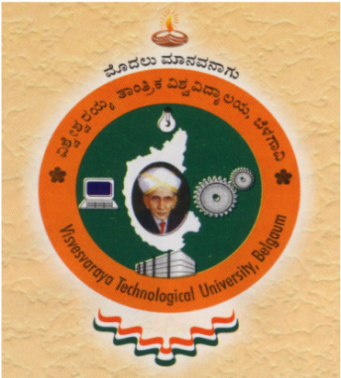 ಮೊದಲು ಮಾನವನಾಗು
ವಿಶ್ವೇಶ್ವರಯ್ಯ ತಾಂತ್ರಿಕ ವಿಶ್ವವಿದ್ಯಾಲಯ, ಬೆಳಗಾವಿ
Visvesvaraya Technological University, Belgaum